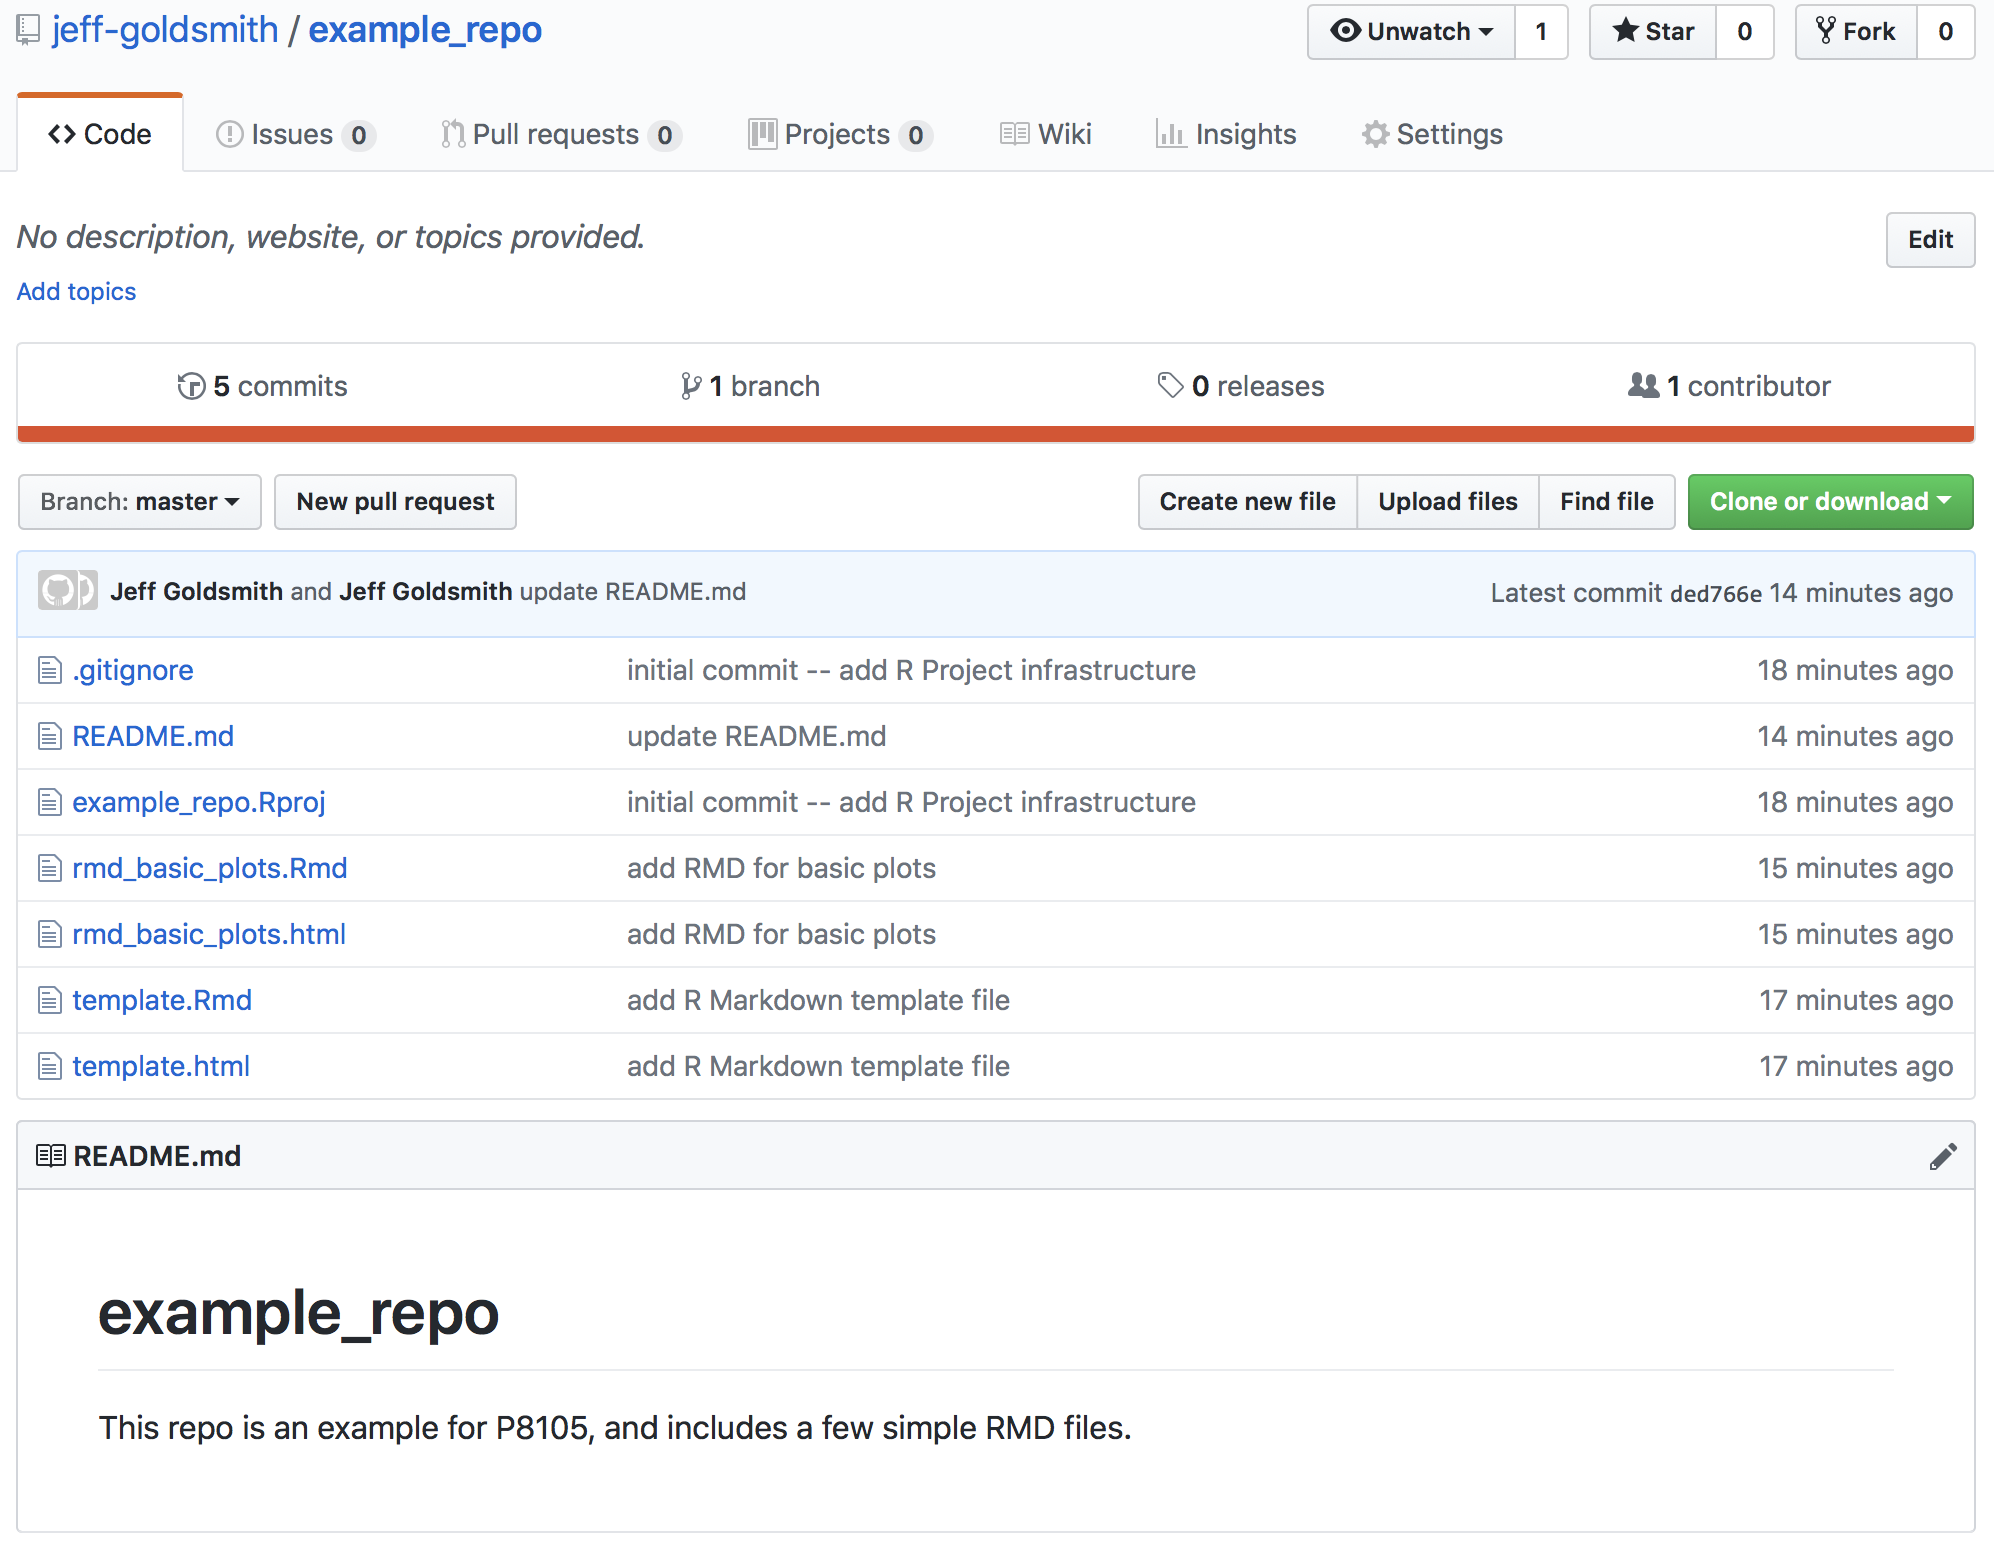 jeff-goldsmith / example_repo Unwatch 1 Star 0 Fork 0
Code Issues 0 Pull requests 0 Projects 0 Wiki Insights Settings
No description, website, or topics provided. Edit
Add topics
5 commits 1 branch 0 releases 1 contributor
Branch: master New pull request Create new file Upload files Find file Clone or download
Jeff Goldsmith and Jeff Goldsmith update README.md Latest commit ded766e 14 minutes ago
.gitignore initial commit -- add R Project infrastructure 18 minutes ago
README.md update README.md 14 minutes ago
example_repo.Rproj initial commit -- add R Project infrastructure 18 minutes ago
rmd_basic_plots.Rmd add RMD for basic plots 15 minutes ago
rmd_basic_plots.html add RMD for basic plots 15 minutes ago
template.Rmd add R Markdown template file 17 minutes ago
template.html add R Markdown template file 17 minutes ago
README.md
example_repo
This repo is an example for P8105, and includes a few simple RMD files.